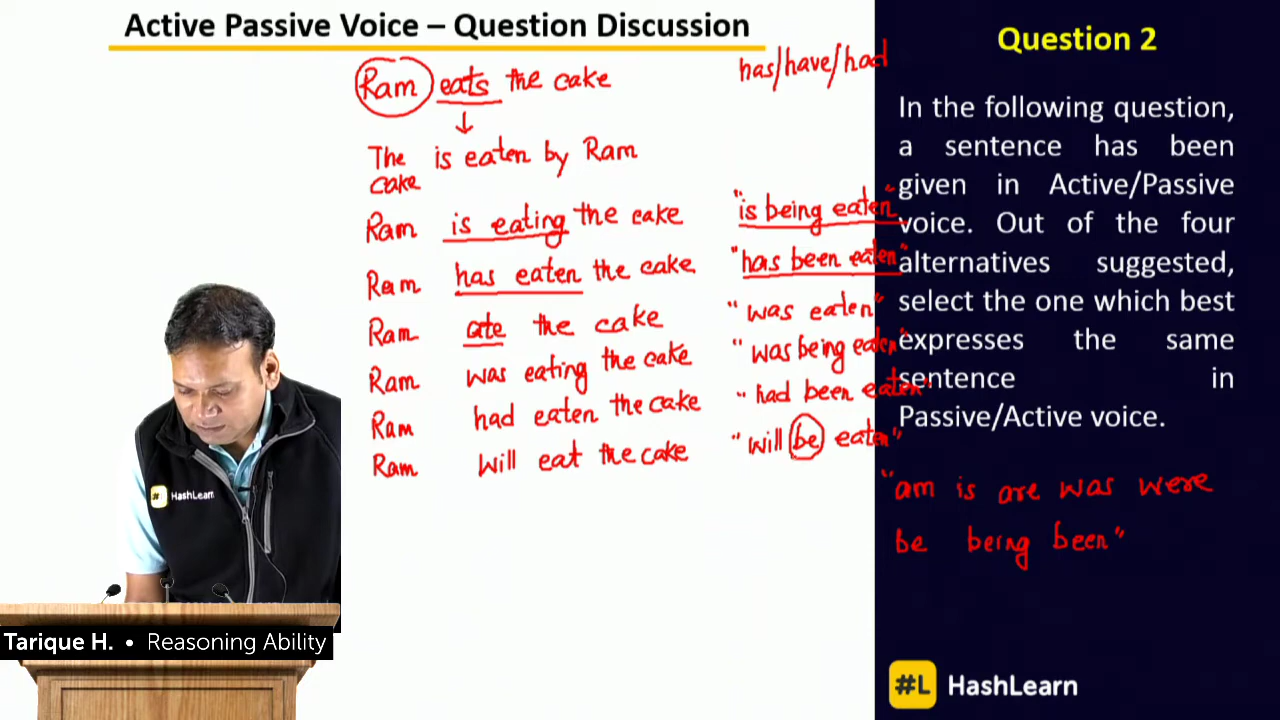 Active Passive Voice – Question Discussion
Ram eats the cake
has/have/had
↓
The is eaten by Ram
cake
Ram is eating the cake "is being eaten"
Ram has eaten the cake "has been eaten"
Ram ate the cake "was eaten"
Ram was eating the cake "was being eaten"
Ram had eaten the cake "had been eaten"
Ram will eat the cake "will be eaten"
Question 2
In the following question,
a sentence has been
given in Active/Passive
voice. Out of the four
alternatives suggested,
select the one which best
expresses the same
sentence in
Passive/Active voice.
"am is are was were
be being been"
#L HashLearn
#L HashLearn
Tarique H. • Reasoning Ability